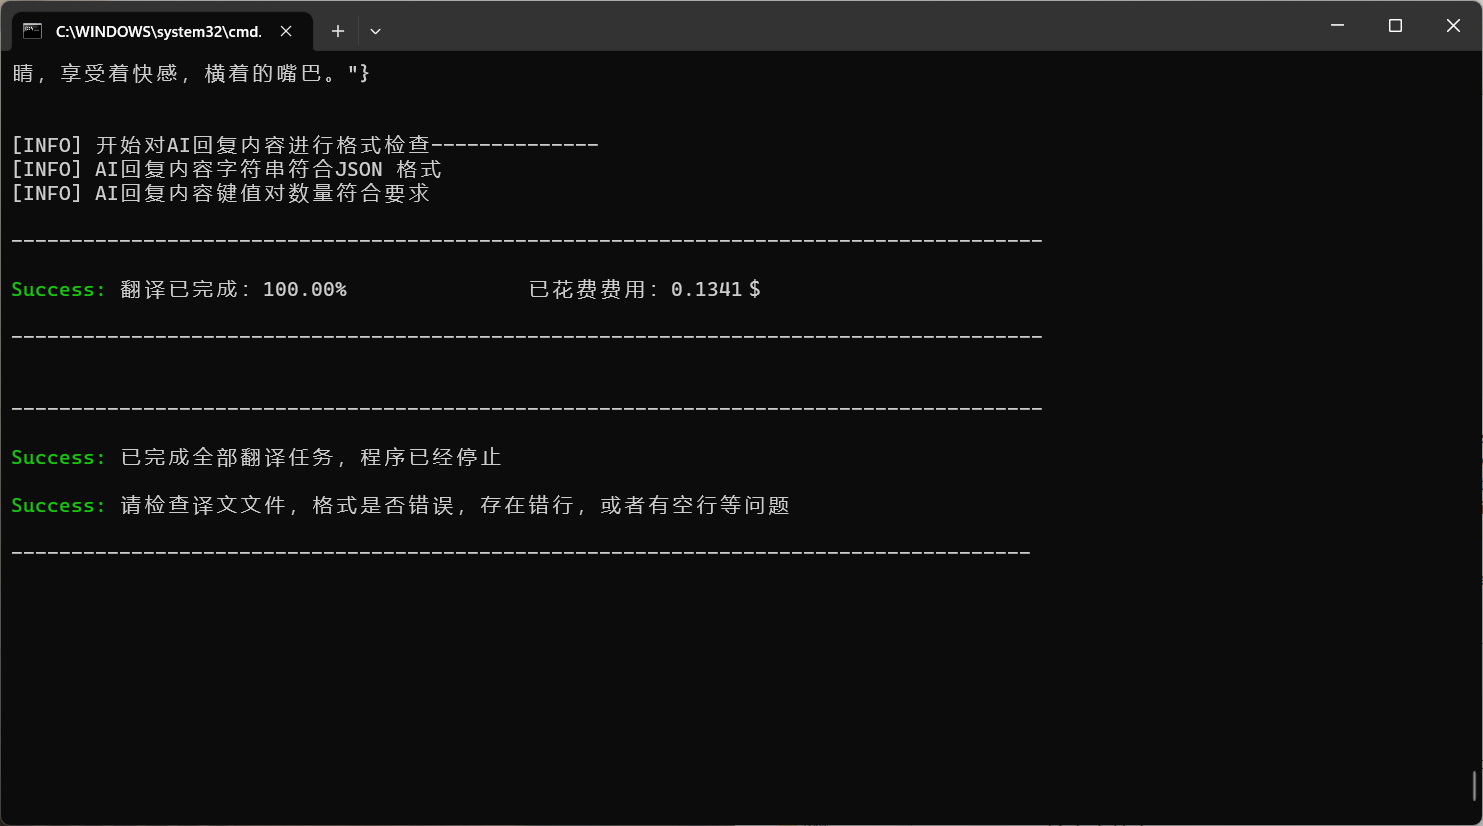 C:\WINDOWS\system32\cmd.
睛，享受着快感，横着的嘴巴。"}
[INFO] 开始对AI回复内容进行格式检查--------------
[INFO] AI回复内容字符串符合JSON 格式
[INFO] AI回复内容键值对数量符合要求
--------------------------------------------------------------------------------------
Success: 翻译已完成：100.00%               已花费费用：0.1341＄
--------------------------------------------------------------------------------------
--------------------------------------------------------------------------------------
Success: 已完成全部翻译任务，程序已经停止
Success: 请检查译文文件，格式是否错误，存在错行，或者有空行等问题
-------------------------------------------------------------------------------------